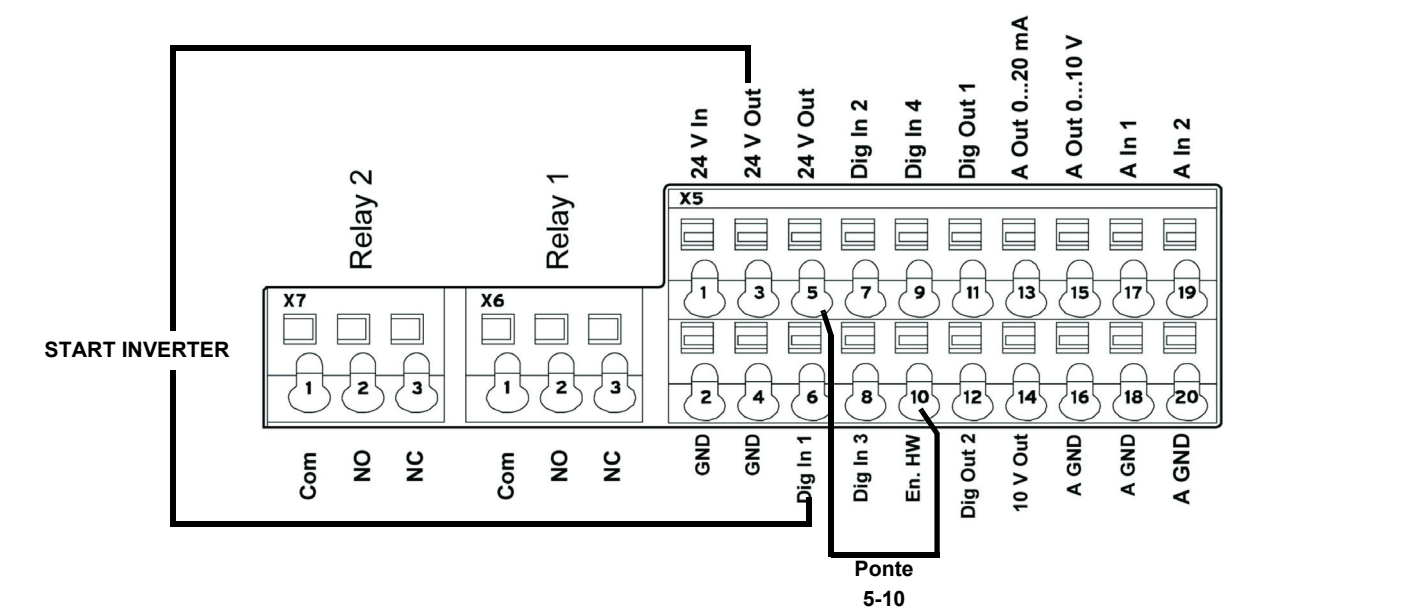 24 V In
24 V Out
24 V Out
Dig In 2
Dig In 4
Dig Out 1
A Out 0...20 mA
A Out 0...10 V
A In 1
A In 2
Relay 2
Relay 1
X5
1 3 5 7 9 11 13 15 17 19
X7
X6
START INVERTER
1 2 3
1 2 3
2 4 6 8 10 12 14 16 18 20
Com
NO
NC
Com
NO
NC
GND
GND
Dig In 1
Dig In 3
En. HW
Dig Out 2
10 V Out
A GND
A GND
A GND
Ponte
5-10